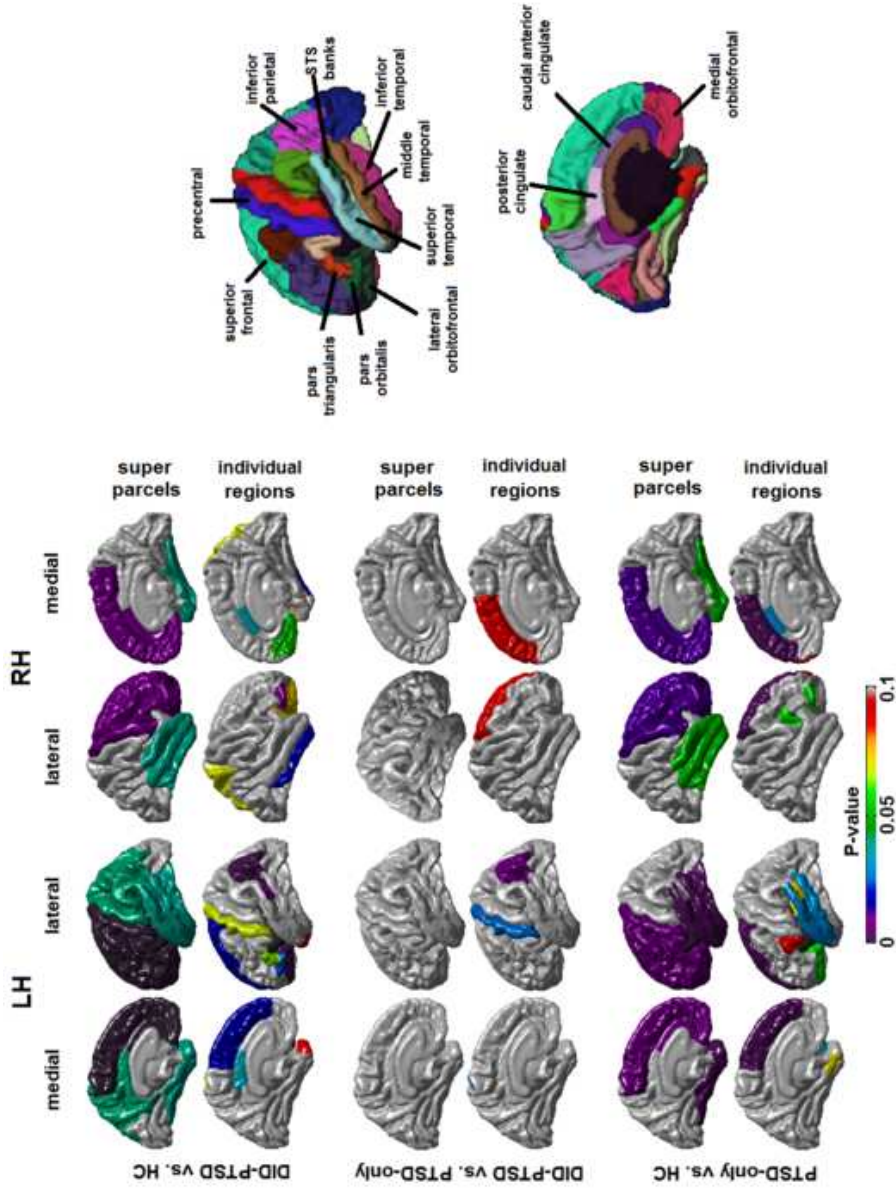 LH
RH
medial
lateral
lateral
medial
DID-PTSD vs. HC
super
parcels
individual
regions
DID-PTSD vs. PTSD-only
super
parcels
individual
regions
PTSD-only vs. HC
super
parcels
individual
regions
P-value
0
0.05
0.1
superior
frontal
precentral
inferior
parietal
STS
banks
pars
triangularis
pars
orbitalis
lateral
orbitofrontal
superior
temporal
middle
temporal
inferior
temporal
posterior
cingulate
caudal anterior
cingulate
medial
orbitofrontal